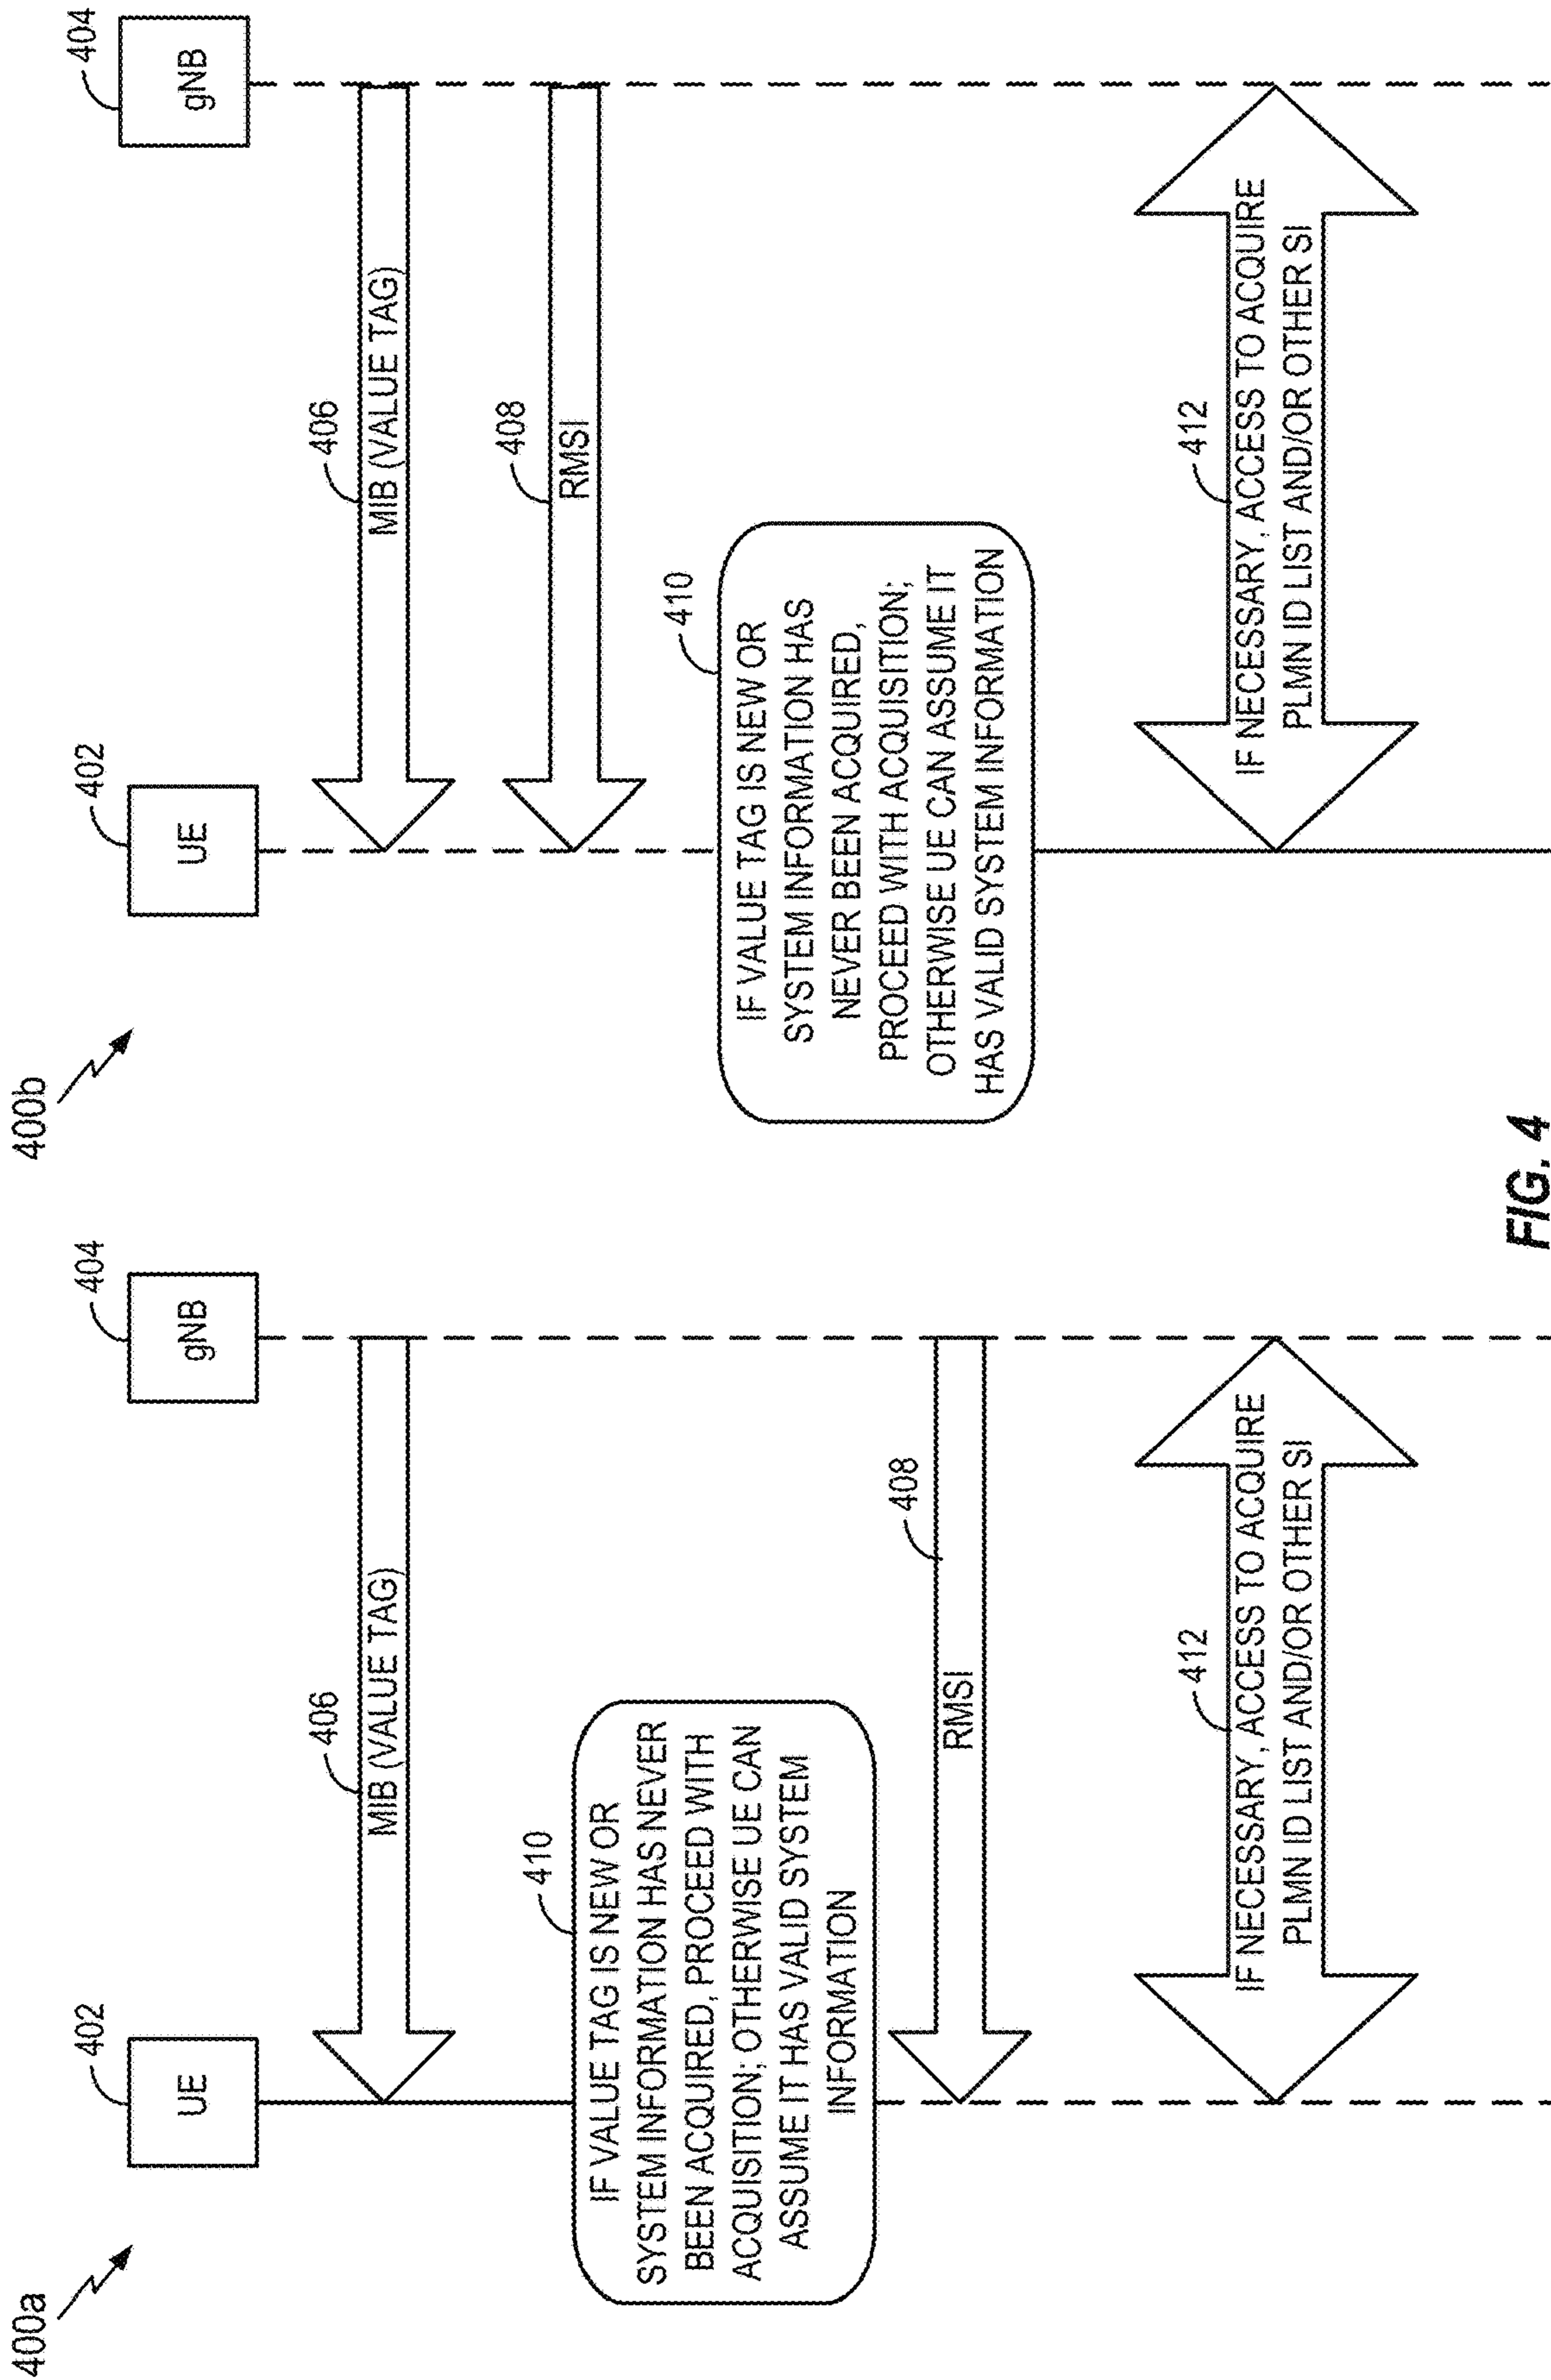 400a
402
UE
404
gNB
406
MIB (VALUE TAG)
410
IF VALUE TAG IS NEW OR
SYSTEM INFORMATION HAS NEVER
BEEN ACQUIRED, PROCEED WITH
ACQUISITION; OTHERWISE UE CAN
ASSUME IT HAS VALID SYSTEM
INFORMATION
408
RMSI
412
IF NECESSARY, ACCESS TO ACQUIRE
PLMN ID LIST AND/OR OTHER SI
400b
402
UE
404
gNB
406
MIB (VALUE TAG)
408
RMSI
410
IF VALUE TAG IS NEW OR
SYSTEM INFORMATION HAS
NEVER BEEN ACQUIRED,
PROCEED WITH ACQUISITION;
OTHERWISE UE CAN ASSUME IT
HAS VALID SYSTEM INFORMATION
412
IF NECESSARY, ACCESS TO ACQUIRE
PLMN ID LIST AND/OR OTHER SI
FIG. 4